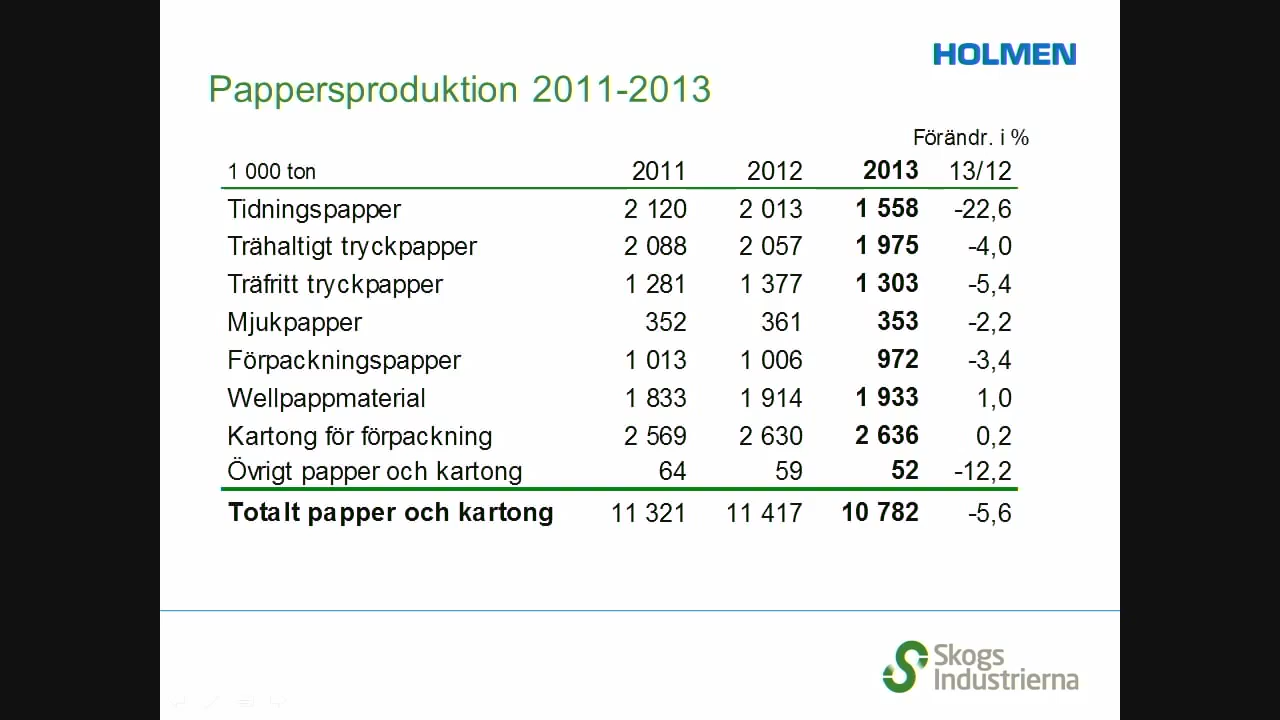 HOLMEN
Pappersproduktion 2011-2013
Förändr. i %
1 000 ton 2011 2012 2013 13/12
Tidningspapper 2 120 2 013 1 558 -22,6
Trähaltigt tryckpapper 2 088 2 057 1 975 -4,0
Träfritt tryckpapper 1 281 1 377 1 303 -5,4
Mjukpapper 352 361 353 -2,2
Förpackningspapper 1 013 1 006 972 -3,4
Wellpappmaterial 1 833 1 914 1 933 1,0
Kartong för förpackning 2 569 2 630 2 636 0,2
Övrigt papper och kartong 64 59 52 -12,2
Totalt papper och kartong 11 321 11 417 10 782 -5,6
Skogs
Industrierna